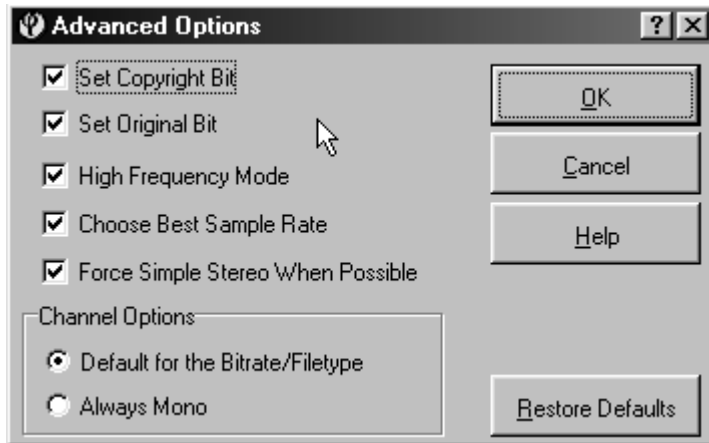 Advanced Options
Set Copyright Bit
Set Original Bit
High Frequency Mode
Choose Best Sample Rate
Force Simple Stereo When Possible
Channel Options
Default for the Bitrate/Filetype
Always Mono
OK
Cancel
Help
Restore Defaults